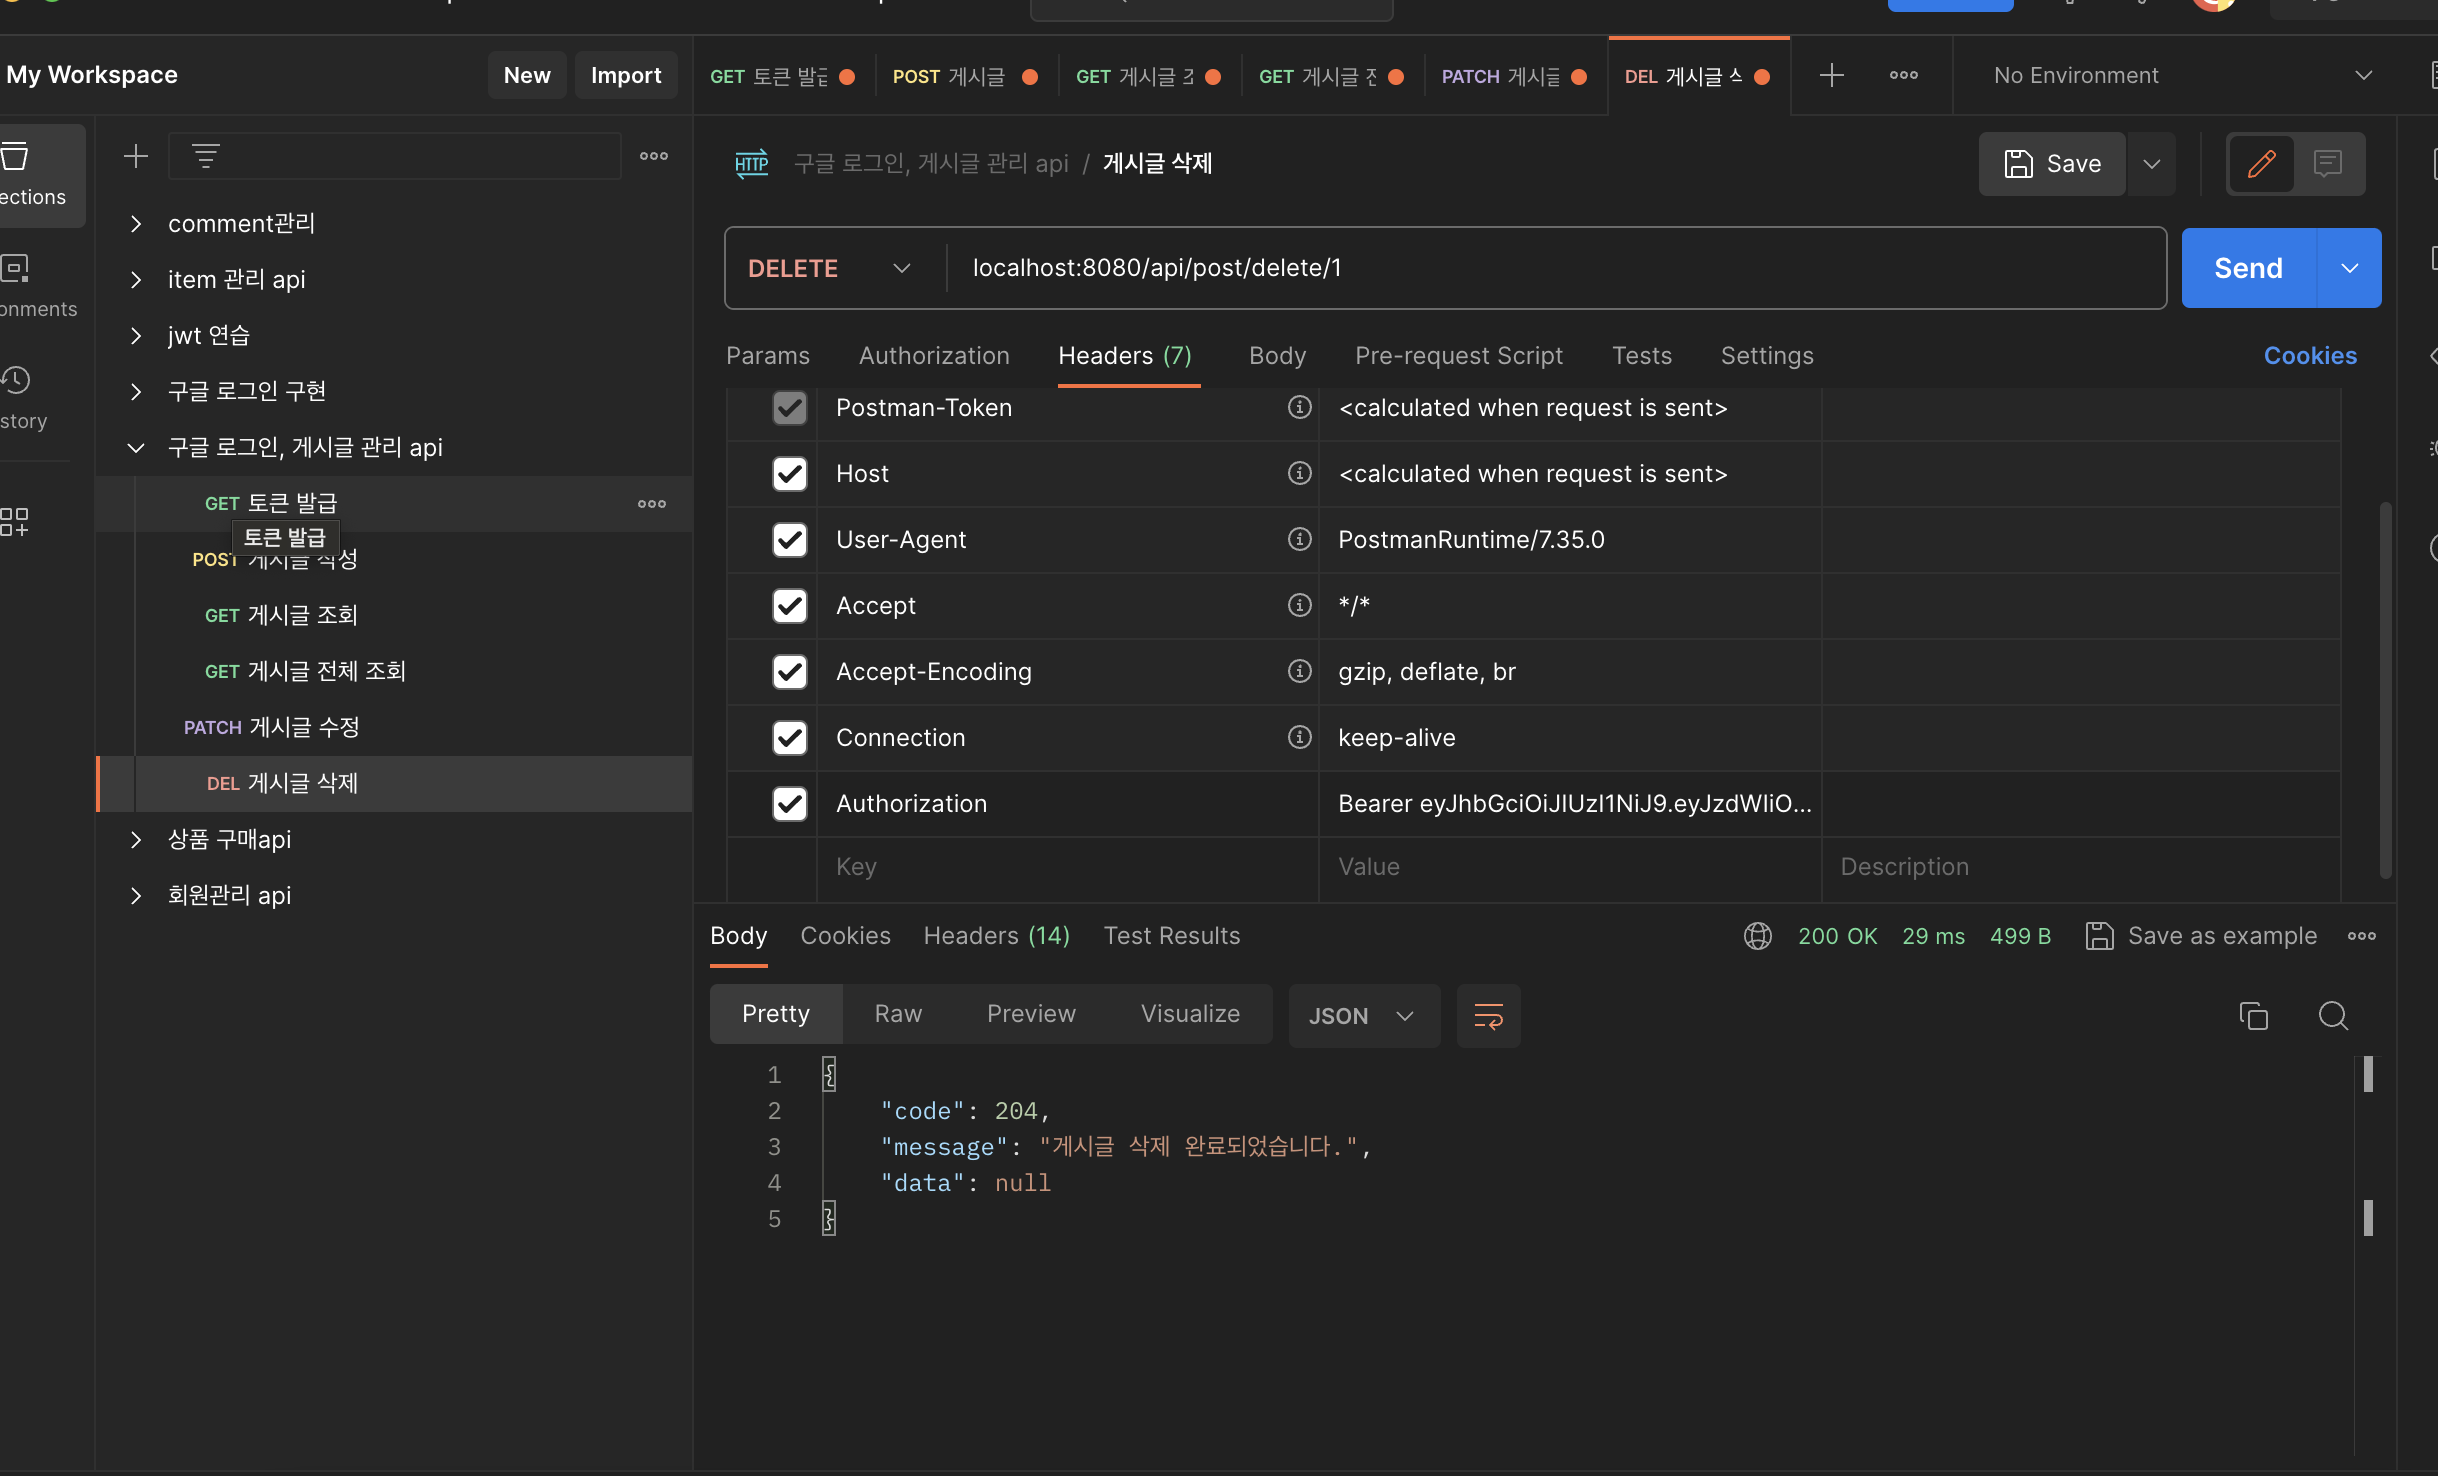 My Workspace
New
Import
GET 토큰 발급
POST 게시글
GET 게시글
GET 게시글
PATCH 게시글
DEL 게시글
No Environment
ections
onments
story
comment관리
item 관리 api
jwt 연습
구글 로그인 구현
구글 로그인, 게시글 관리 api
GET 토큰 발급
토큰 발급
POST 게시글 작성
GET 게시글 조회
GET 게시글 전체 조회
PATCH 게시글 수정
DEL 게시글 삭제
상품 구매api
회원관리 api
HTTP 구글 로그인, 게시글 관리 api / 게시글 삭제
Save
DELETE localhost:8080/api/post/delete/1
Send
Params Authorization Headers (7) Body Pre-request Script Tests Settings Cookies
Postman-Token <calculated when request is sent>
Host <calculated when request is sent>
User-Agent PostmanRuntime/7.35.0
Accept */*
Accept-Encoding gzip, deflate, br
Connection keep-alive
Authorization Bearer eyJhbGciOiJIUzI1NiJ9.eyJzdWIiO...
Key Value Description
Body Cookies Headers (14) Test Results 200 OK 29 ms 499 B Save as example
Pretty Raw Preview Visualize JSON
1 {
2 "code": 204,
3 "message": "게시글 삭제 완료되었습니다.",
4 "data": null
5 }